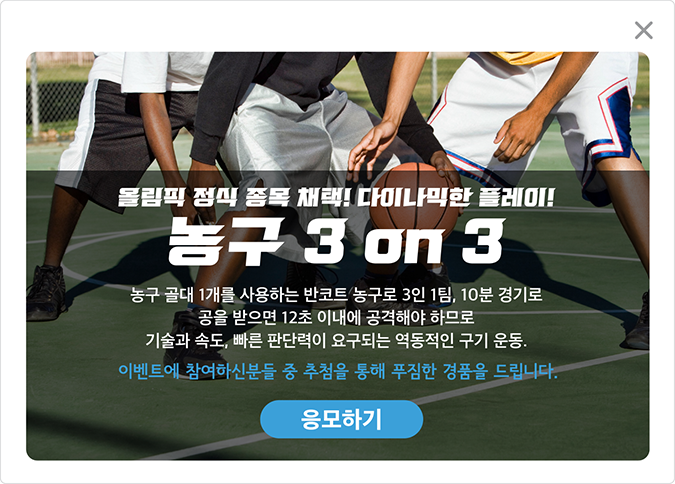 올림픽 정식 종목 채택! 다이나믹한 플레이!
농구 3 on 3
농구 골대 1개를 사용하는 반코트 농구로 3인 1팀, 10분 경기로
공을 받으면 12초 이내에 공격해야 하므로
기술과 속도, 빠른 판단력이 요구되는 역동적인 구기 운동.
이벤트에 참여하신분들 중 추첨을 통해 푸짐한 경품을 드립니다.
응모하기